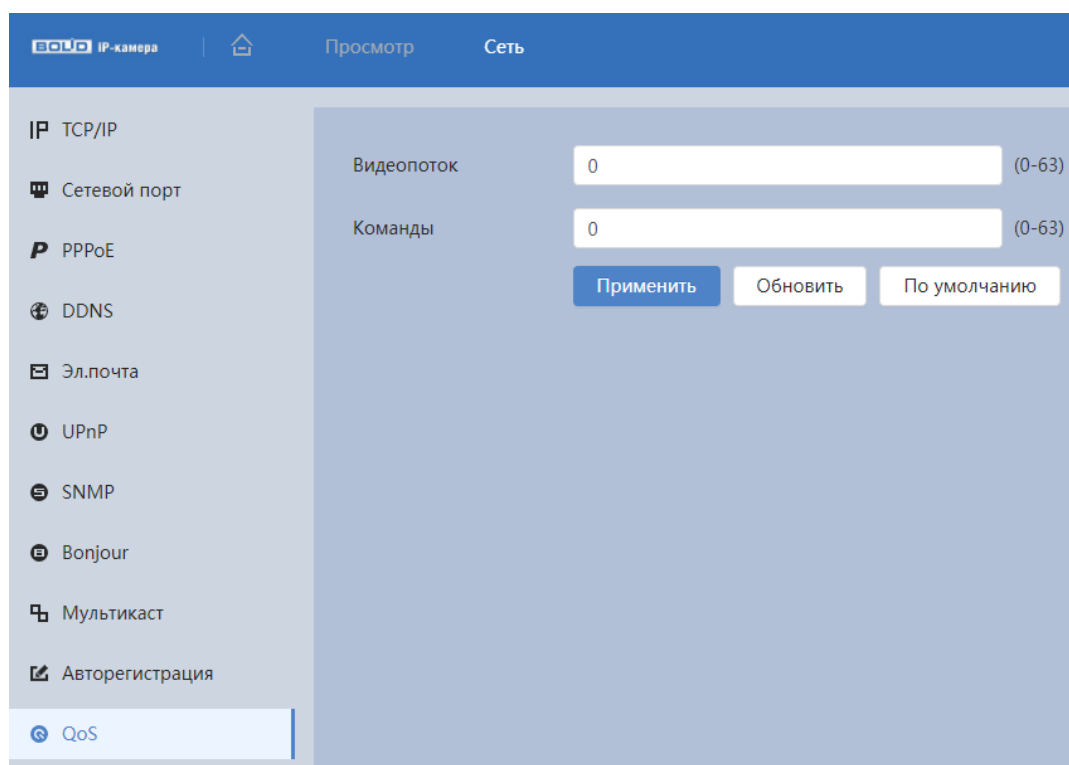 BOLID IP-камера
Просмотр
Сеть
IP TCP/IP
Сетевой порт
PPPoE
DDNS
Эл.почта
UPnP
SNMP
Bonjour
Мультикаст
Авторегистрация
QoS
Видеопоток 0 (0-63)
Команды 0 (0-63)
Применить Обновить По умолчанию